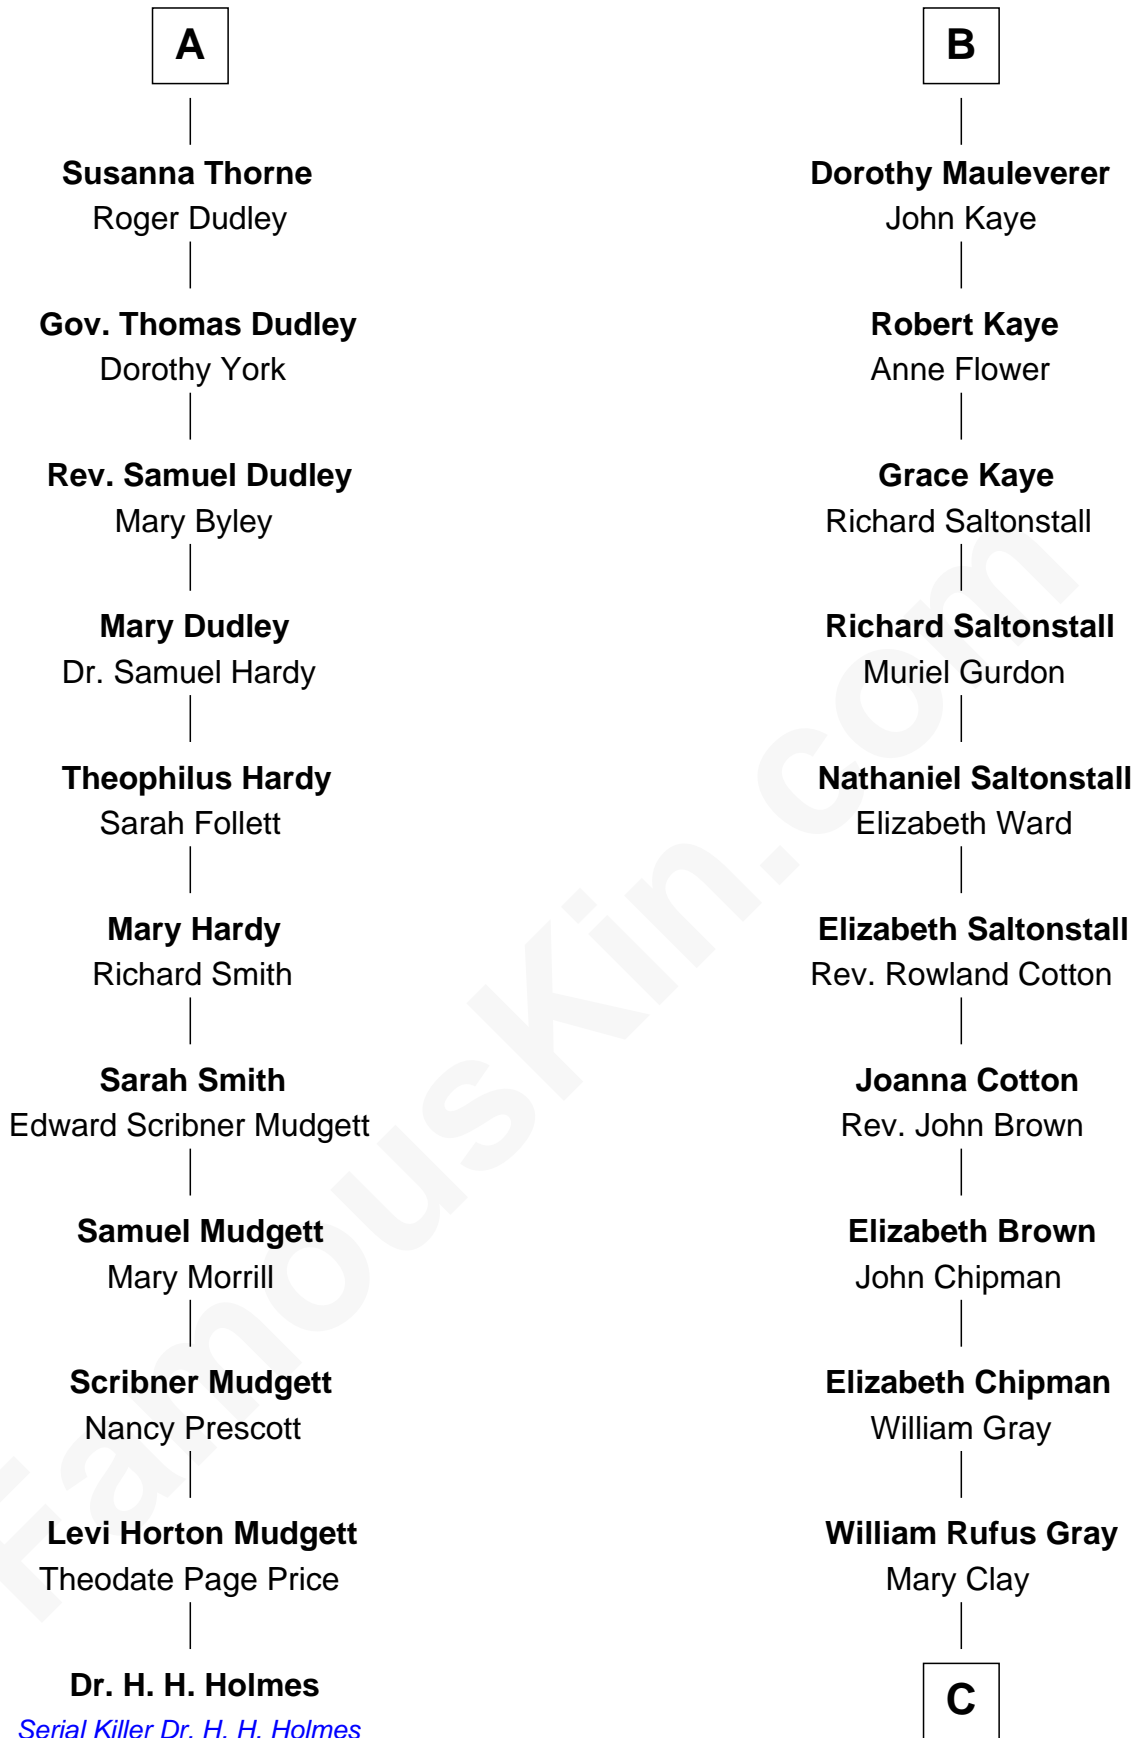 A
Susanna Thorne
Roger Dudley
Gov. Thomas Dudley
Dorothy York
Rev. Samuel Dudley
Mary Byley
Mary Dudley
Dr. Samuel Hardy
Theophilus Hardy
Sarah Follett
Mary Hardy
Richard Smith
Sarah Smith
Edward Scribner Mudgett
Samuel Mudgett
Mary Morrill
Scribner Mudgett
Nancy Prescott
Levi Horton Mudgett
Theodate Page Price
Dr. H. H. Holmes
Serial Killer Dr. H. H. Holmes
B
Dorothy Mauleverer
John Kaye
Robert Kaye
Anne Flower
Grace Kaye
Richard Saltonstall
Richard Saltonstall
Muriel Gurdon
Nathaniel Saltonstall
Elizabeth Ward
Elizabeth Saltonstall
Rev. Rowland Cotton
Joanna Cotton
Rev. John Brown
Elizabeth Brown
John Chipman
Elizabeth Chipman
William Gray
William Rufus Gray
Mary Clay
C
FamousKin.com